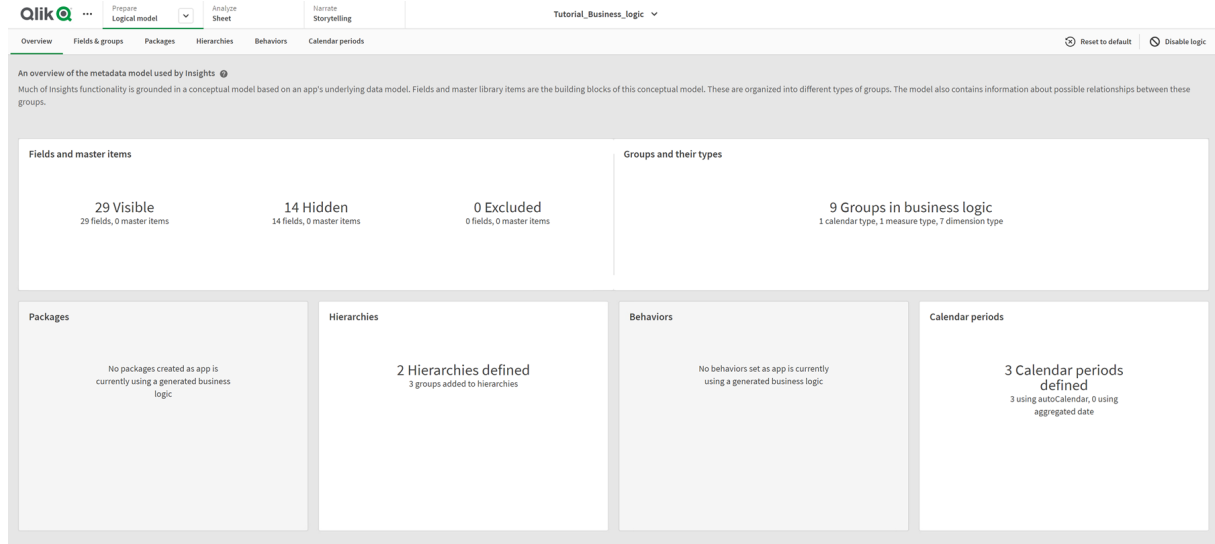 Qlik
Prepare
Logical model
Analyze
Sheet
Narrate
Storytelling
Tutorial_Business_logic
Overview
Fields & groups
Packages
Hierarchies
Behaviors
Calendar periods
Reset to default
Disable logic
An overview of the metadata model used by Insights
Much of Insights functionality is grounded in a conceptual model based on an app's underlying data model. Fields and master library items are the building blocks of this conceptual model. These are organized into different types of groups. The model also contains information about possible relationships between these
groups.
Fields and master items
29 Visible
29 fields, 0 master items
14 Hidden
14 fields, 0 master items
0 Excluded
0 fields, 0 master items
Groups and their types
9 Groups in business logic
1 calendar type, 1 measure type, 7 dimension type
Packages
No packages created as app is
currently using a generated business
logic
Hierarchies
2 Hierarchies defined
3 groups added to hierarchies
Behaviors
No behaviors set as app is currently
using a generated business logic
Calendar periods
3 Calendar periods
defined
3 using autoCalendar, 0 using
aggregated date